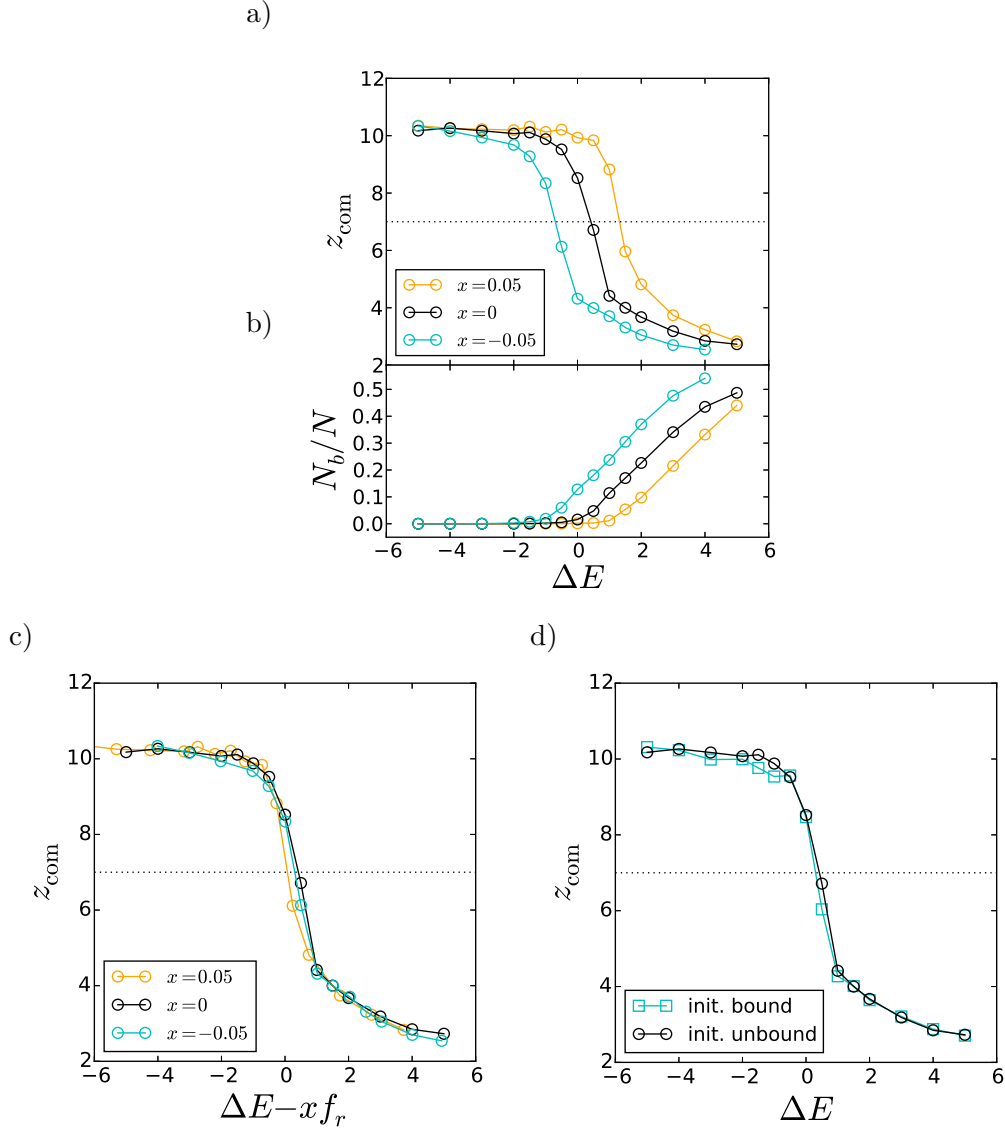 a)
12
10
8
6
4
2
z_com
x=0.05
x=0
x=−0.05
b)
0.5
0.4
0.3
0.2
0.1
0.0
N_b/N
−6 −4 −2 0 2 4 6
ΔE
c)
12
10
8
6
4
2
z_com
x=0.05
x=0
x=−0.05
−6 −4 −2 0 2 4 6
ΔE−xf_r
d)
12
10
8
6
4
2
z_com
init. bound
init. unbound
−6 −4 −2 0 2 4 6
ΔE